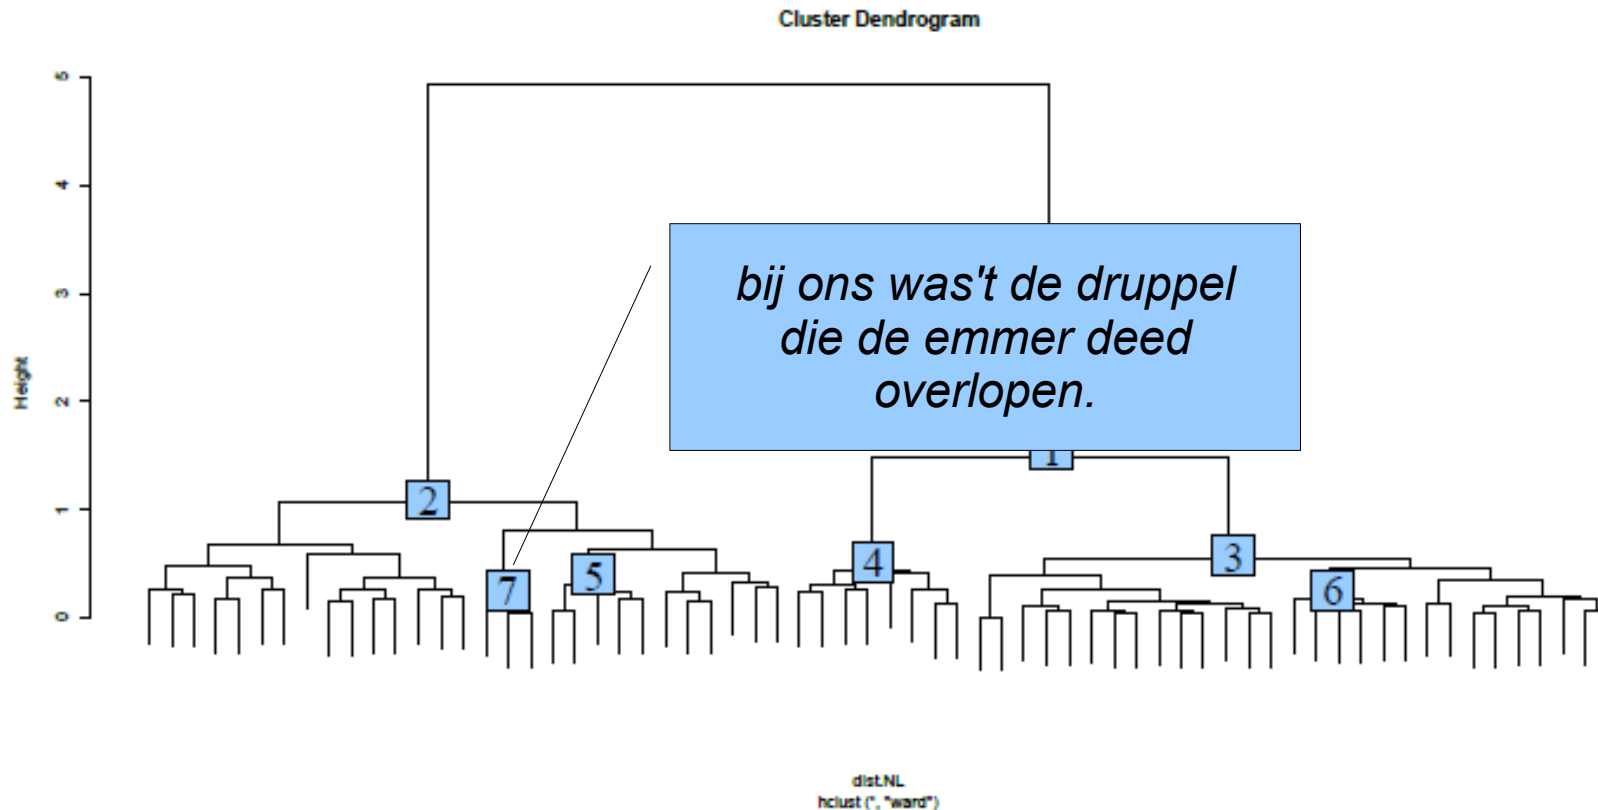 Cluster Dendrogram
5
4
3
2
1
0
Height
bij ons was't de druppel
die de emmer deed
overlopen.
1
2
3
4
5
6
7
dist.NL
hclust (*, "ward")